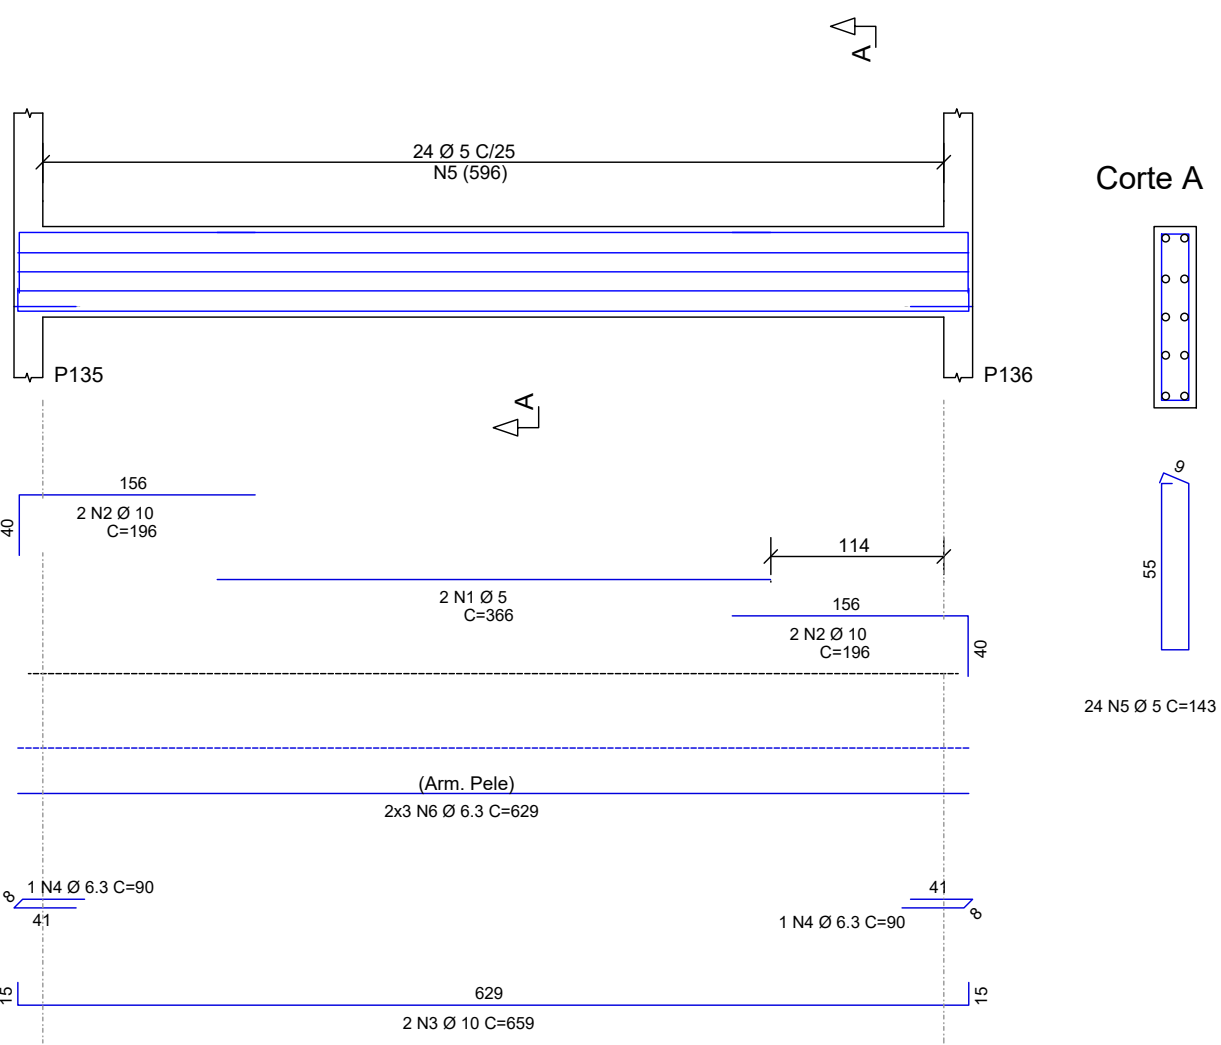 A
24 Ø 5 C/25
N5 (596)
Corte A
P135
P136
A
156
40
2 N2 Ø 10
C=196
9
55
114
2 N1 Ø 5
C=366
156
2 N2 Ø 10
C=196
40
24 N5 Ø 5 C=143
(Arm. Pele)
2x3 N6 Ø 6.3 C=629
8
1 N4 Ø 6.3 C=90
41
41
8
1 N4 Ø 6.3 C=90
15
629
15
2 N3 Ø 10 C=659